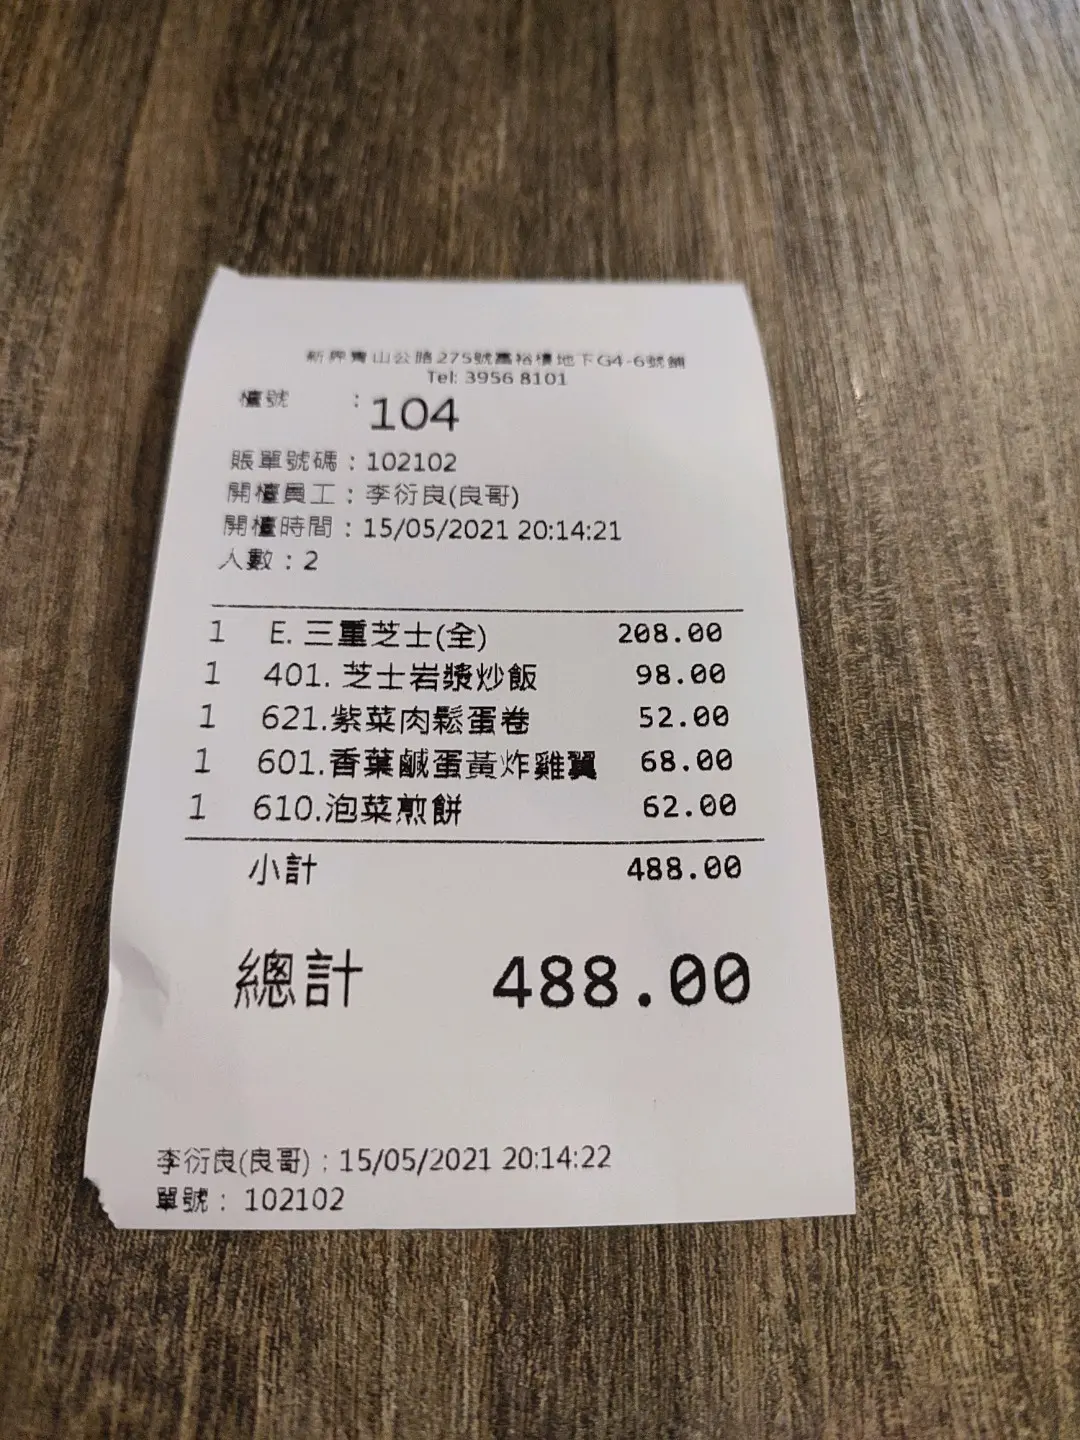 新界青山公路275號嘉裕樓地下G4-6號鋪
Tel: 3956 8101
檯號 : 104
賬單號碼 : 102102
開檯員工 : 李衍良(良哥)
開檯時間 : 15/05/2021 20:14:21
人數 : 2
1 E. 三重芝士(全) 208.00
1 401. 芝士岩漿炒飯 98.00
1 621.紫菜肉鬆蛋卷 52.00
1 601.香葉鹹蛋黃炸雞翼 68.00
1 610.泡菜煎餅 62.00
小計 488.00
總計 488.00
李衍良(良哥) : 15/05/2021 20:14:22
單號 : 102102